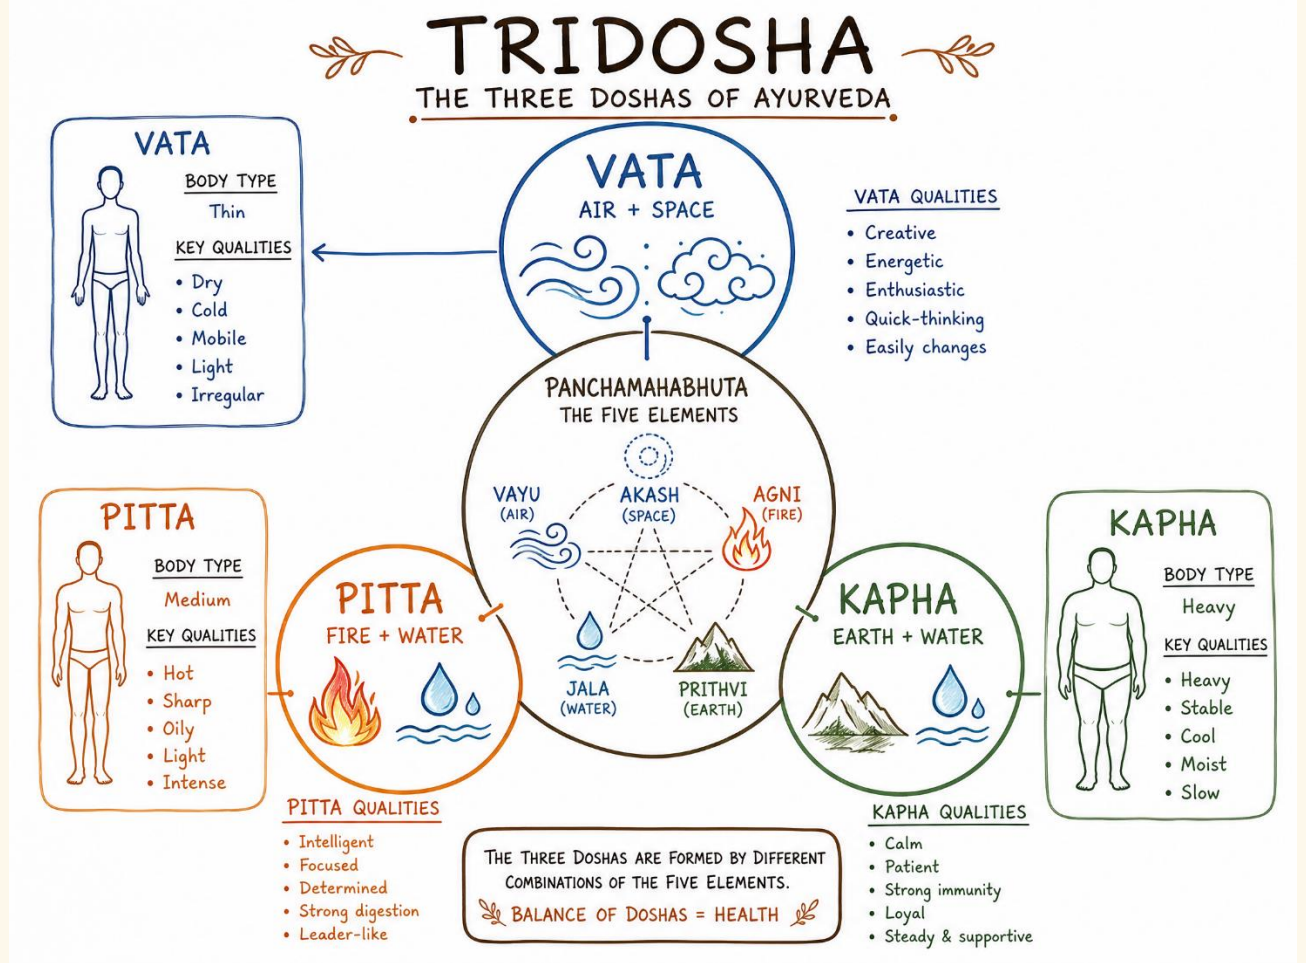 TRIDOSHA
THE THREE DOSHAS OF AYURVEDA
VATA
BODY TYPE
Thin
KEY QUALITIES
• Dry
• Cold
• Mobile
• Light
• Irregular
VATA
AIR + SPACE
VATA QUALITIES
• Creative
• Energetic
• Enthusiastic
• Quick-thinking
• Easily changes
PANCHAMAHABHUTA
THE FIVE ELEMENTS
VAYU
(AIR)
AKASH
(SPACE)
AGNI
(FIRE)
JALA
(WATER)
PRITHVI
(EARTH)
PITTA
BODY TYPE
Medium
KEY QUALITIES
• Hot
• Sharp
• Oily
• Light
• Intense
PITTA
FIRE + WATER
PITTA QUALITIES
• Intelligent
• Focused
• Determined
• Strong digestion
• Leader-like
KAPHA
EARTH + WATER
KAPHA
BODY TYPE
Heavy
KEY QUALITIES
• Heavy
• Stable
• Cool
• Moist
• Slow
KAPHA QUALITIES
• Calm
• Patient
• Strong immunity
• Loyal
• Steady & supportive
THE THREE DOSHAS ARE FORMED BY DIFFERENT
COMBINATIONS OF THE FIVE ELEMENTS.
BALANCE OF DOSHAS = HEALTH